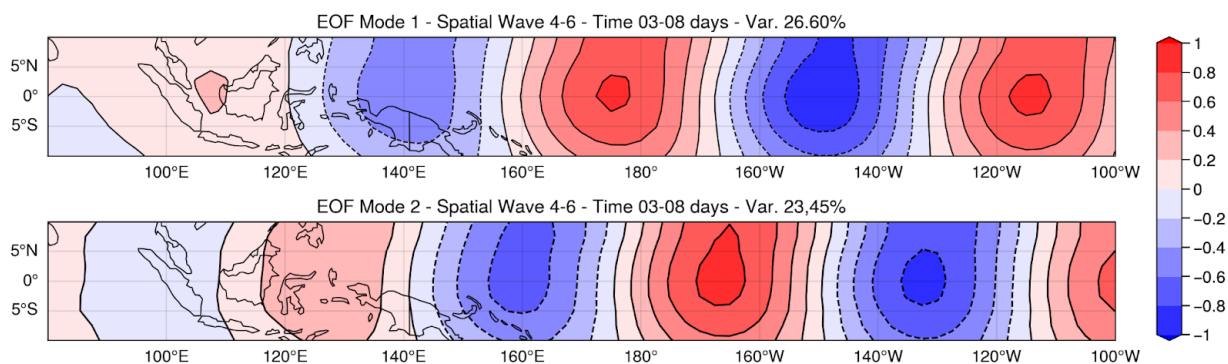 EOF Mode 1 - Spatial Wave 4-6 - Time 03-08 days - Var. 26.60%
5°N
0°
5°S
100°E 120°E 140°E 160°E 180° 160°W 140°W 120°W 100°W
EOF Mode 2 - Spatial Wave 4-6 - Time 03-08 days - Var. 23,45%
5°N
0°
5°S
100°E 120°E 140°E 160°E 180° 160°W 140°W 120°W 100°W
1
0.8
0.6
0.4
0.2
0
−0.2
−0.4
−0.6
−0.8
−1